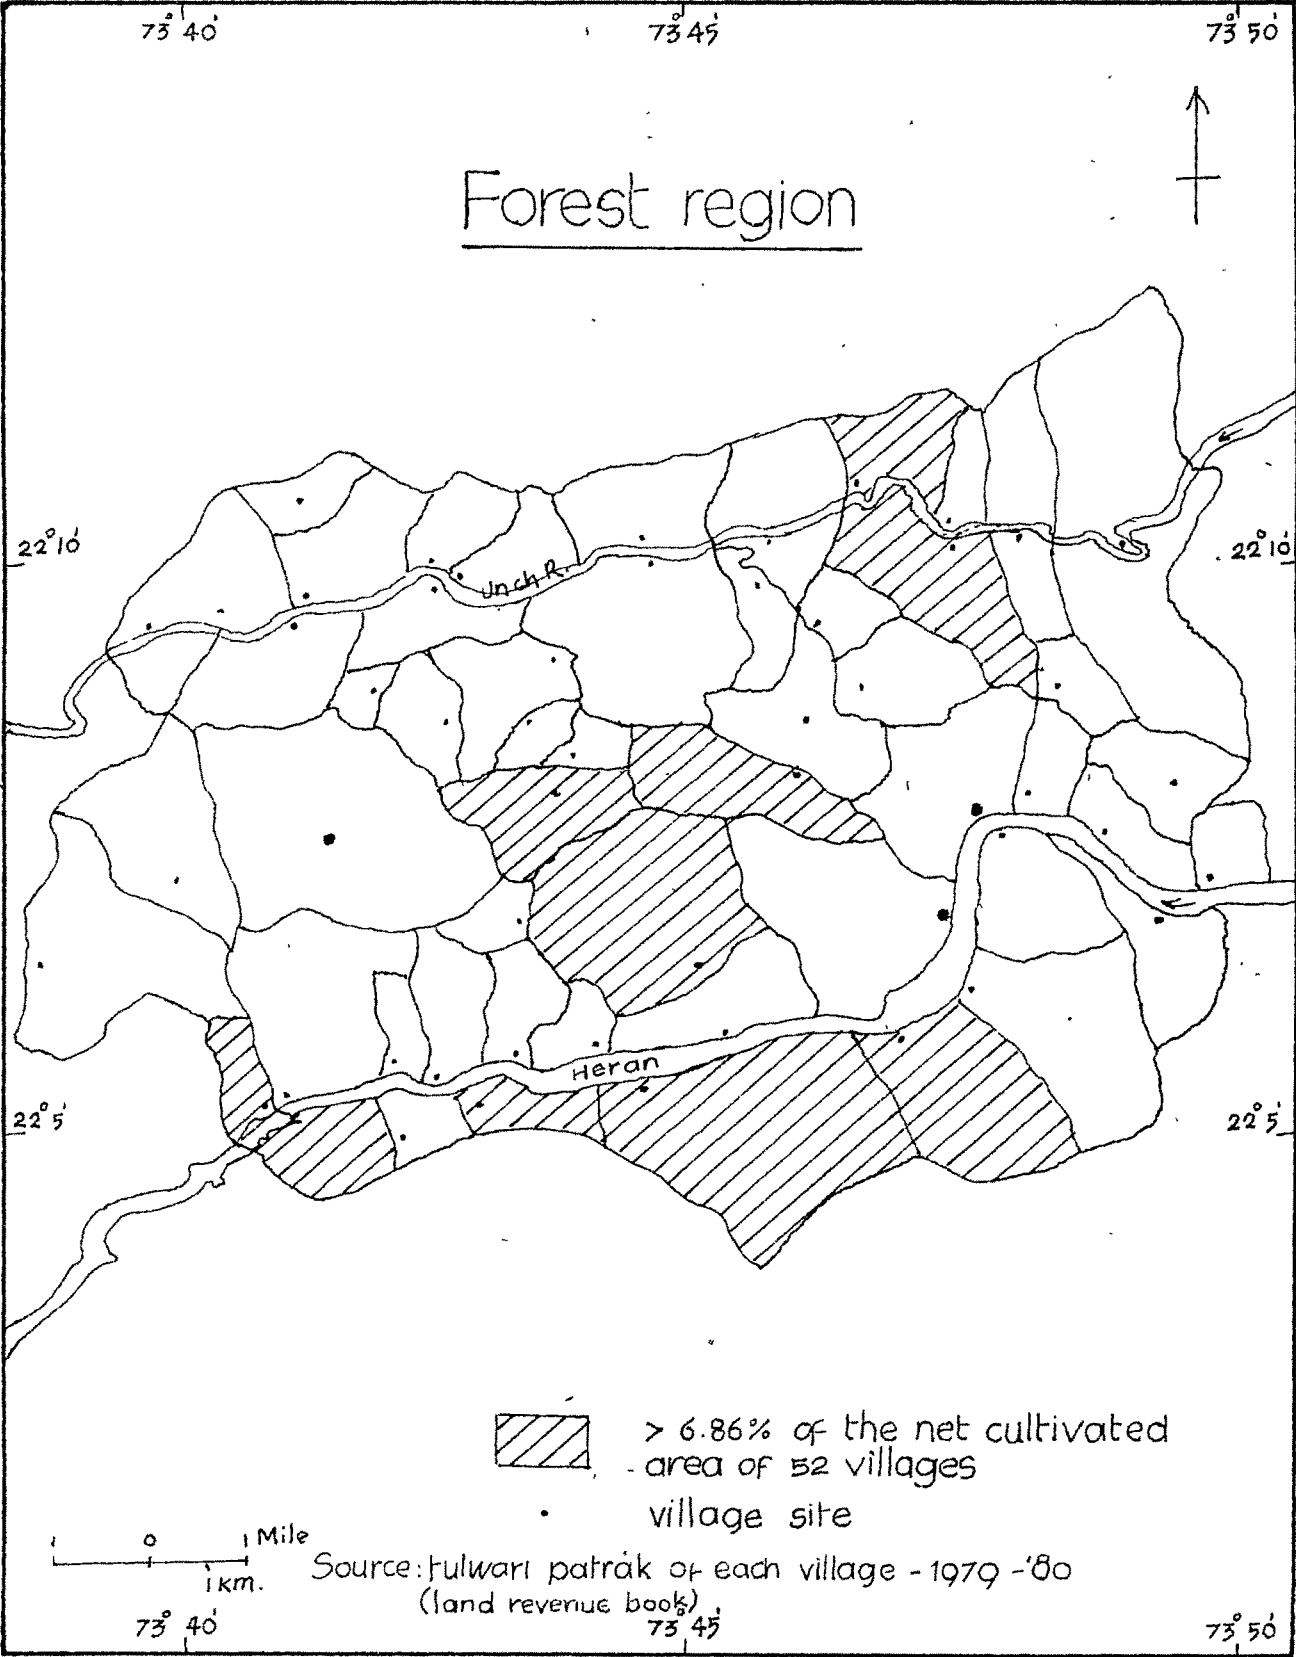 73° 40' 73° 45' 73° 50'
Forest region
22° 10' 22° 10'
Unch R.
Heran
22° 5' 22° 5'
> 6.86% of the net cultivated
area of 52 villages
village site
1 0 1 Mile
1 km.
Source: fulwari patrak of each village - 1979 -'80
(land revenue book)
73° 40' 73° 45' 73° 50'